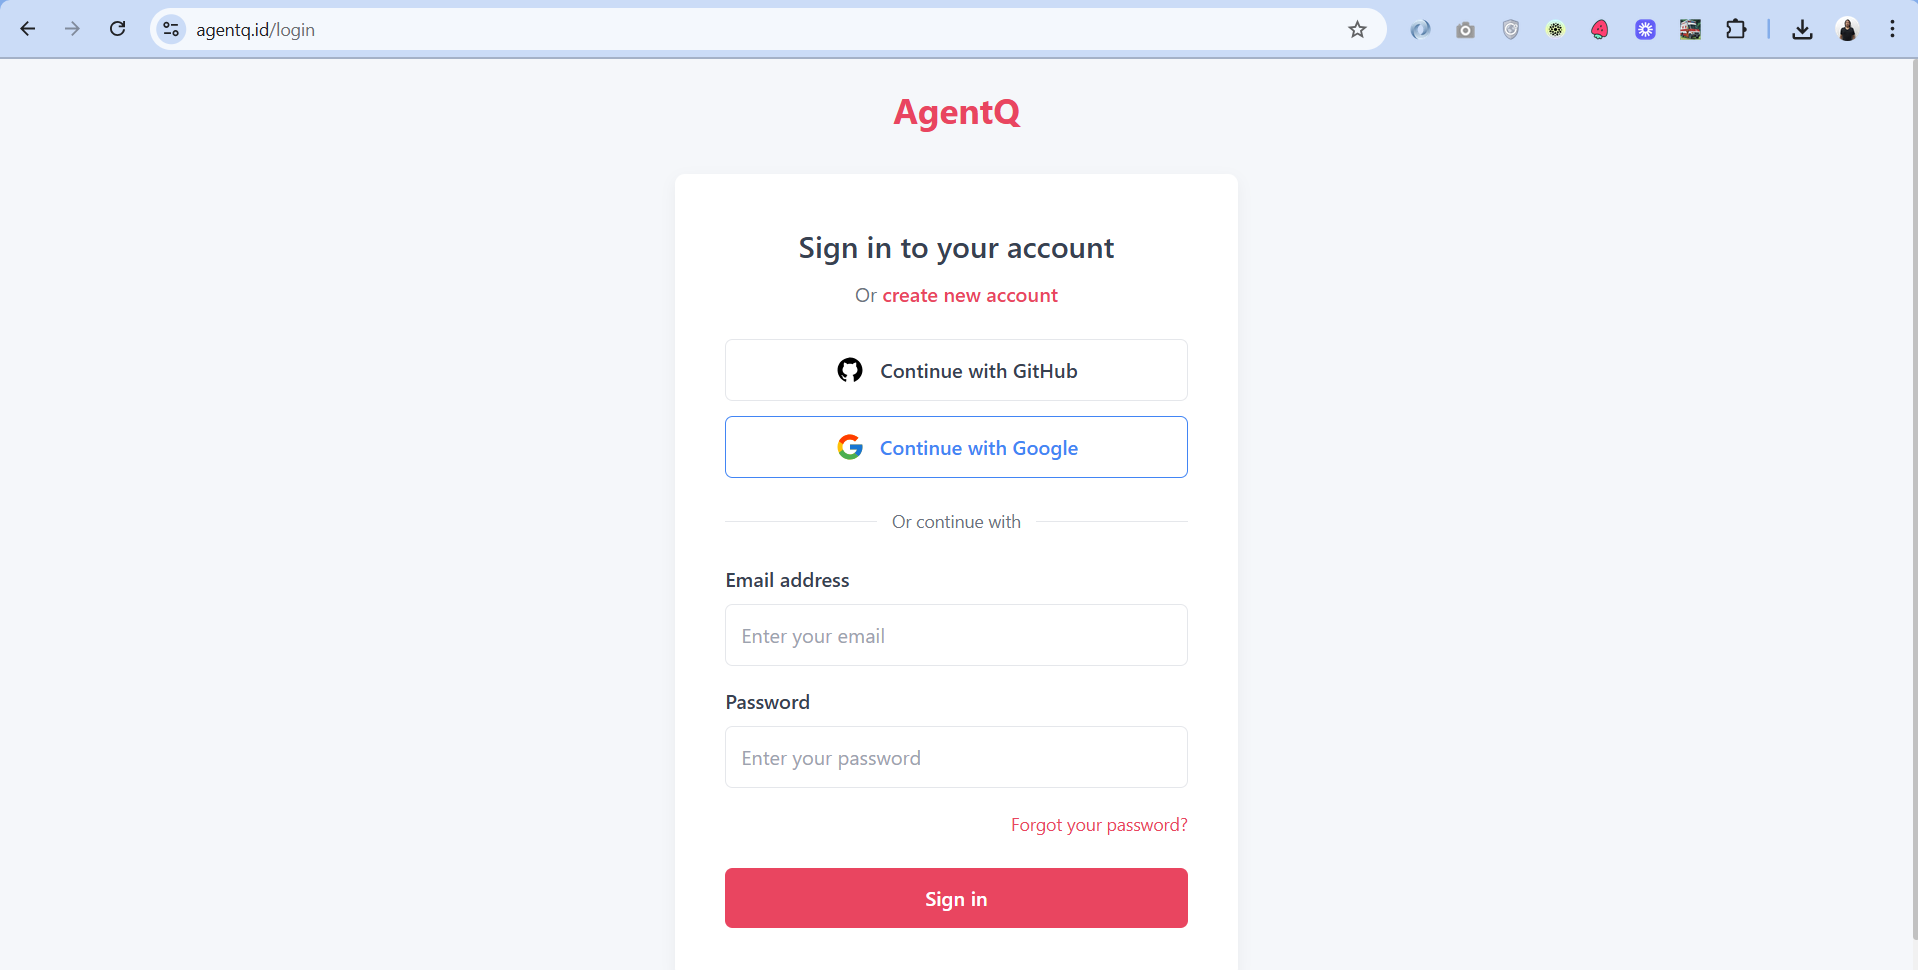 agentq.id/login
AgentQ
Sign in to your account
Or create new account
Continue with GitHub
Continue with Google
Or continue with
Email address
Enter your email
Password
Enter your password
Forgot your password?
Sign in